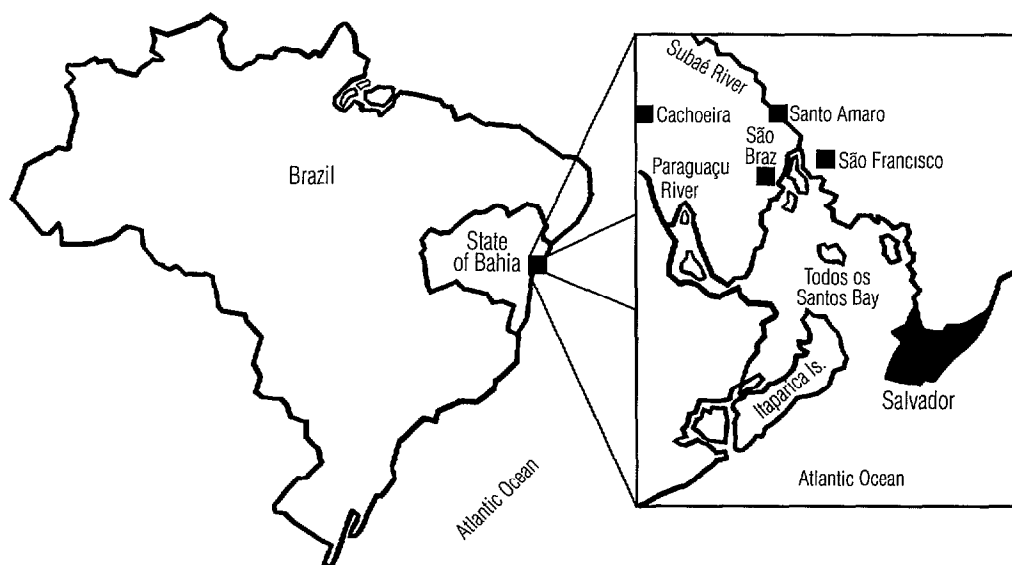 Brazil
State
of Bahia
Atlantic Ocean
Subaé River
Cachoeira
Santo Amaro
São
Braz
São Francisco
Paraguaçu
River
Todos os
Santos Bay
Itaparica Is.
Salvador
Atlantic Ocean